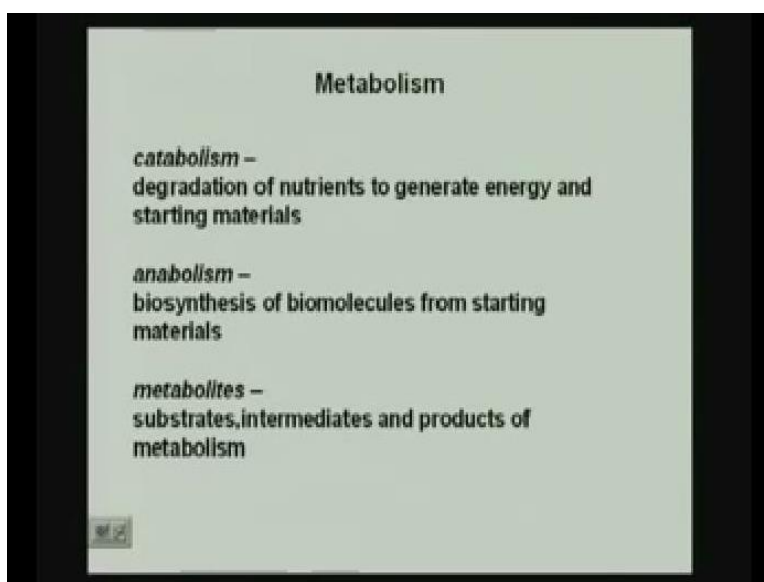 Metabolism
catabolism –
degradation of nutrients to generate energy and
starting materials
anabolism –
biosynthesis of biomolecules from starting
materials
metabolites –
substrates,intermediates and products of
metabolism